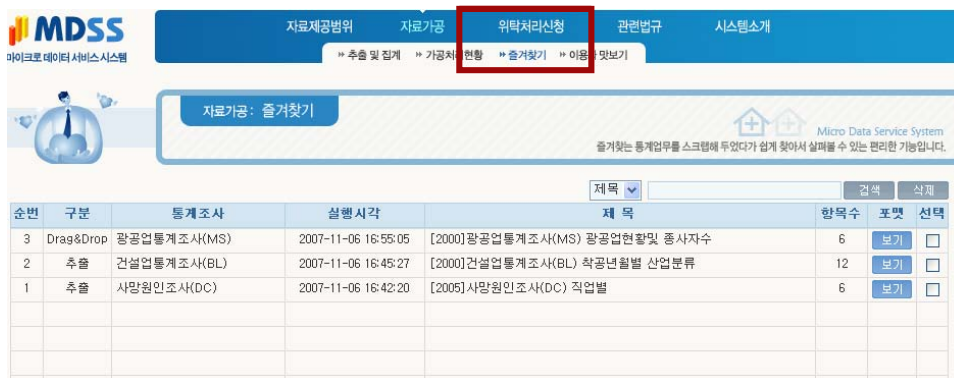 MDSS
마이크로 데이터 서비스 시스템
자료제공범위 자료가공 위탁처리신청 관련법규 시스템소개
추출 및 집계 가공처리현황 즐겨찾기 이용자 맛보기
자료가공: 즐겨찾기
Micro Data Service System
즐겨찾는 통계업무를 스크랩해 두었다가 쉽게 찾아서 살펴볼 수 있는 편리한 기능입니다.
제목 검색 삭제
순번 구분 통계조사 실행시각 제 목 항목수 포맷 선택
3 Drag&Drop 광공업통계조사(MS) 2007-11-06 16:55:05 [2000]광공업통계조사(MS) 광공업현황및 종사자수 6 보기
2 추출 건설업통계조사(BL) 2007-11-06 16:45:27 [2000]건설업통계조사(BL) 착공년월별 산업분류 12 보기
1 추출 사망원인조사(DC) 2007-11-06 16:42:20 [2005]사망원인조사(DC) 직업별 6 보기